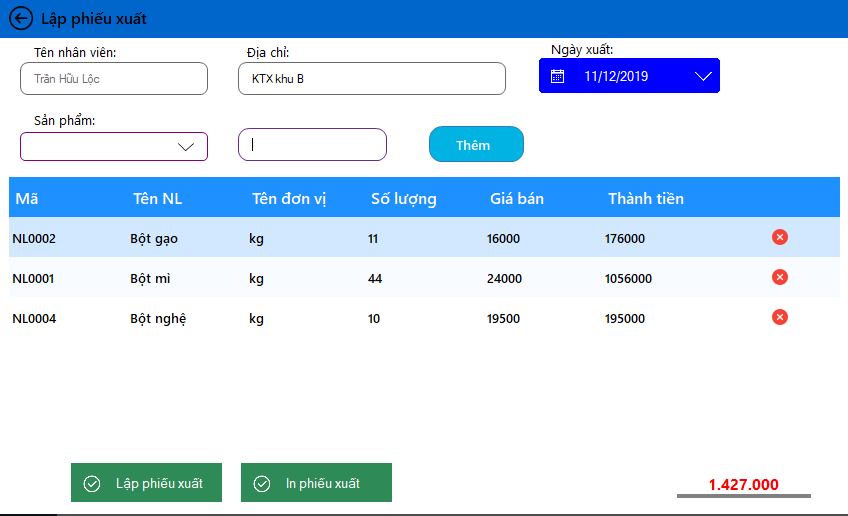 Lập phiếu xuất
Tên nhân viên: Địa chỉ: Ngày xuất:
Trần Hữu Lộc KTX khu B 11/12/2019
Sản phẩm:
Thêm
Mã Tên NL Tên đơn vị Số lượng Giá bán Thành tiền
NL0002 Bột gạo kg 11 16000 176000
NL0001 Bột mì kg 44 24000 1056000
NL0004 Bột nghệ kg 10 19500 195000
Lập phiếu xuất In phiếu xuất 1.427.000